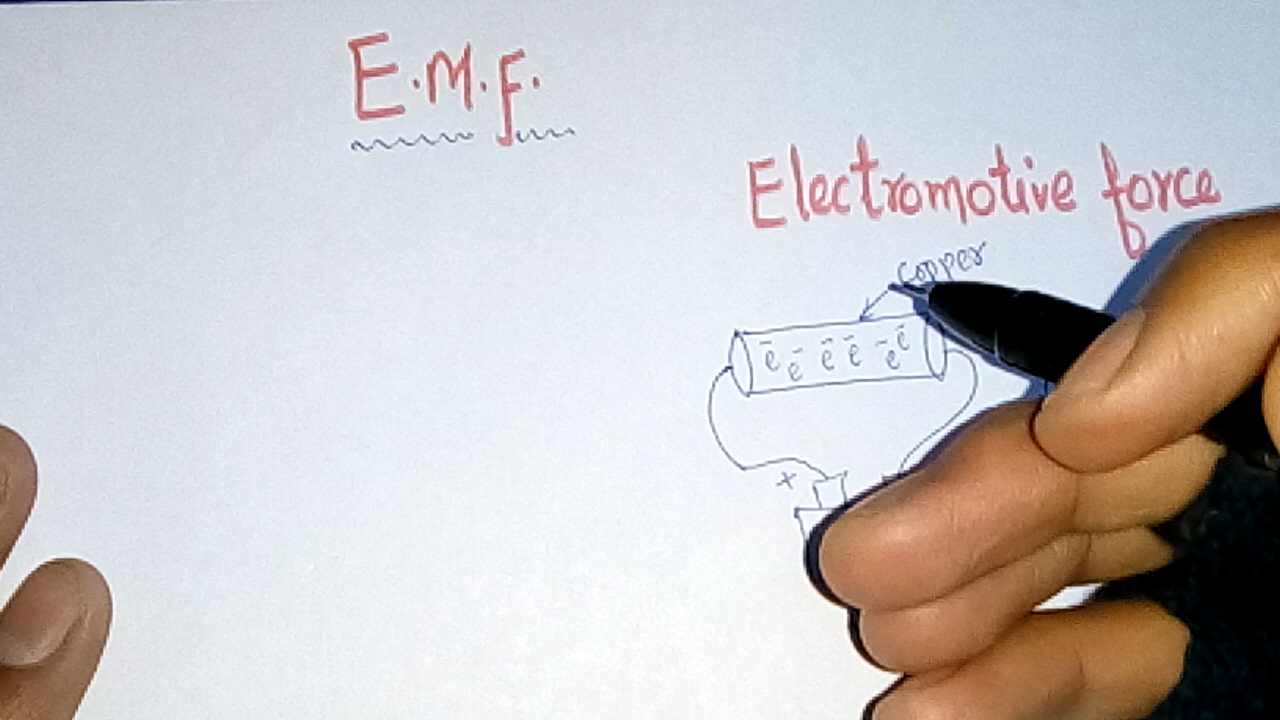 E.M.F.
Electromotive force
Copper
ē ē ē ē ē ē
+